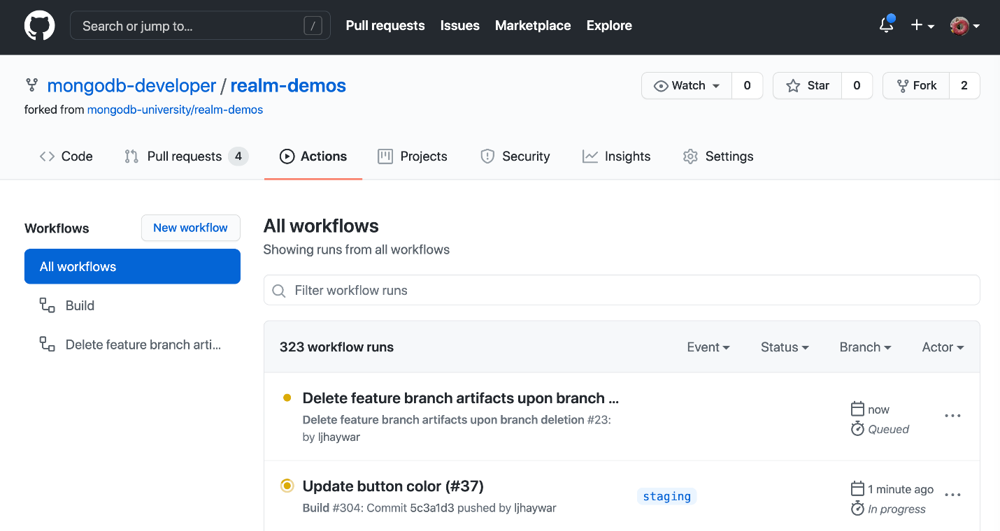 Search or jump to... /
Pull requests Issues Marketplace Explore
mongodb-developer / realm-demos
Watch 0 Star 0 Fork 2
forked from mongodb-university/realm-demos
Code Pull requests 4 Actions Projects Security Insights Settings
Workflows New workflow
All workflows
Build
Delete feature branch arti...
All workflows
Showing runs from all workflows
Filter workflow runs
323 workflow runs Event Status Branch Actor
Delete feature branch artifacts upon branch ...
Delete feature branch artifacts upon branch deletion #23:
by ljhaywar
now
Queued
Update button color (#37)
Build #304: Commit 5c3a1d3 pushed by ljhaywar
staging
1 minute ago
In progress